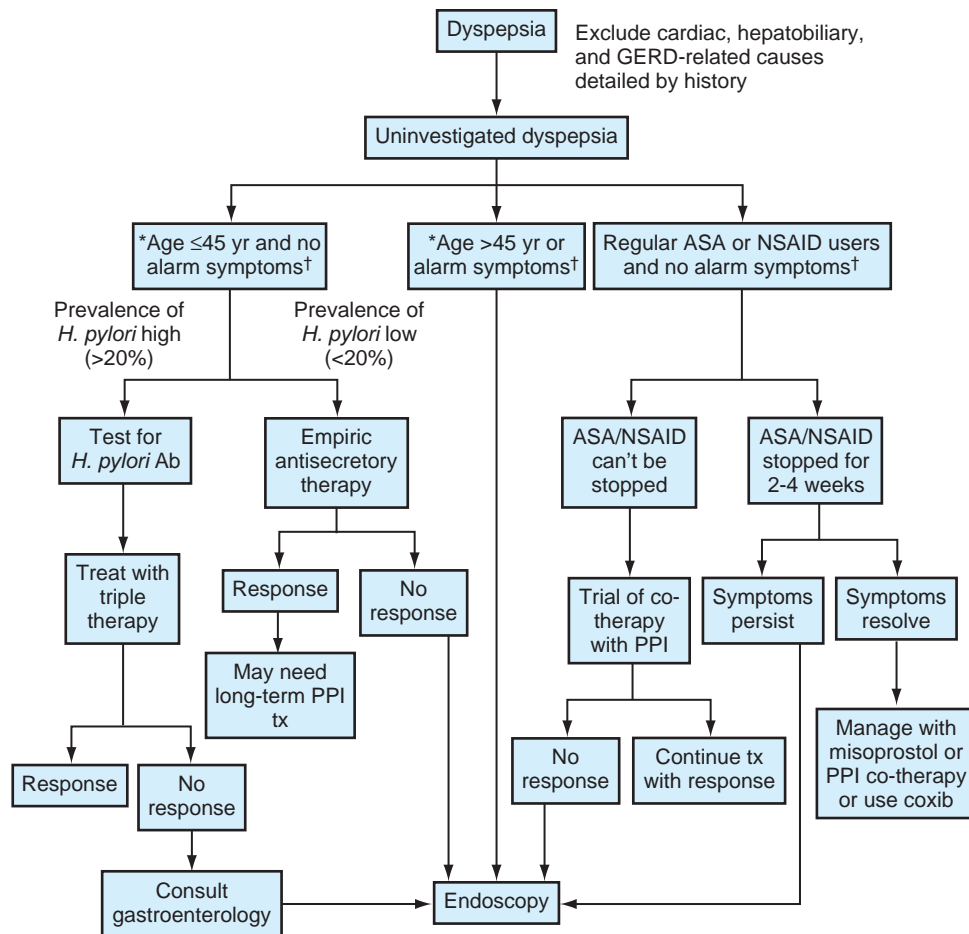 Dyspepsia
Exclude cardiac, hepatobiliary,
and GERD-related causes
detailed by history
Uninvestigated dyspepsia
*Age ≤45 yr and no
alarm symptoms†
*Age >45 yr or
alarm symptoms†
Regular ASA or NSAID users
and no alarm symptoms†
Prevalence of
H. pylori high
(>20%)
Prevalence of
H. pylori low
(<20%)
Test for
H. pylori Ab
Empiric
antisecretory
therapy
ASA/NSAID
can't be
stopped
ASA/NSAID
stopped for
2-4 weeks
Treat with
triple
therapy
Response
No
response
Trial of co-
therapy
with PPI
Symptoms
persist
Symptoms
resolve
May need
long-term PPI
tx
Response
No
response
No
response
Continue tx
with response
Manage with
misoprostol or
PPI co-therapy
or use coxib
Consult
gastroenterology
Endoscopy